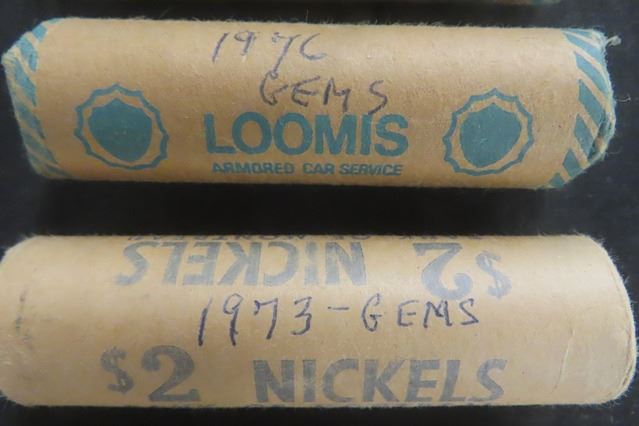 1976
GEMS
LOOMIS
ARMORED CAR SERVICE
$2 NICKELS
1973-GEMS
$2 NICKELS